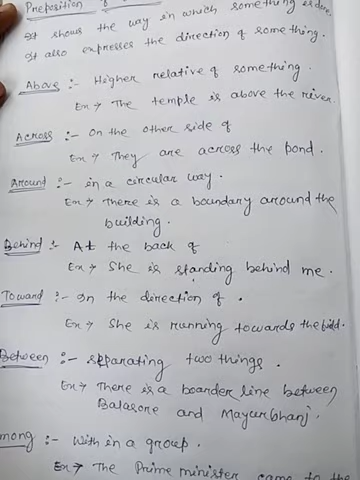 Preposition of
It shows the way in which something is done.
It also expresses the direction of something.
Above :- Higher relative of something.
Ex → The temple is above the river.
Across :- On the other side of
Ex → They are across the pond.
Around :- in a circular way.
Ex → There is a boundary around the
building.
Behind :- At the back of
Ex → She is standing behind me.
Toward :- In the direction of .
Ex → She is running towards the
Between :- separating two things.
Ex → There is a boarder line between
Balasore and Mayurbhanj.
mong :- With in a group.
Ex → The Prime minister came to the